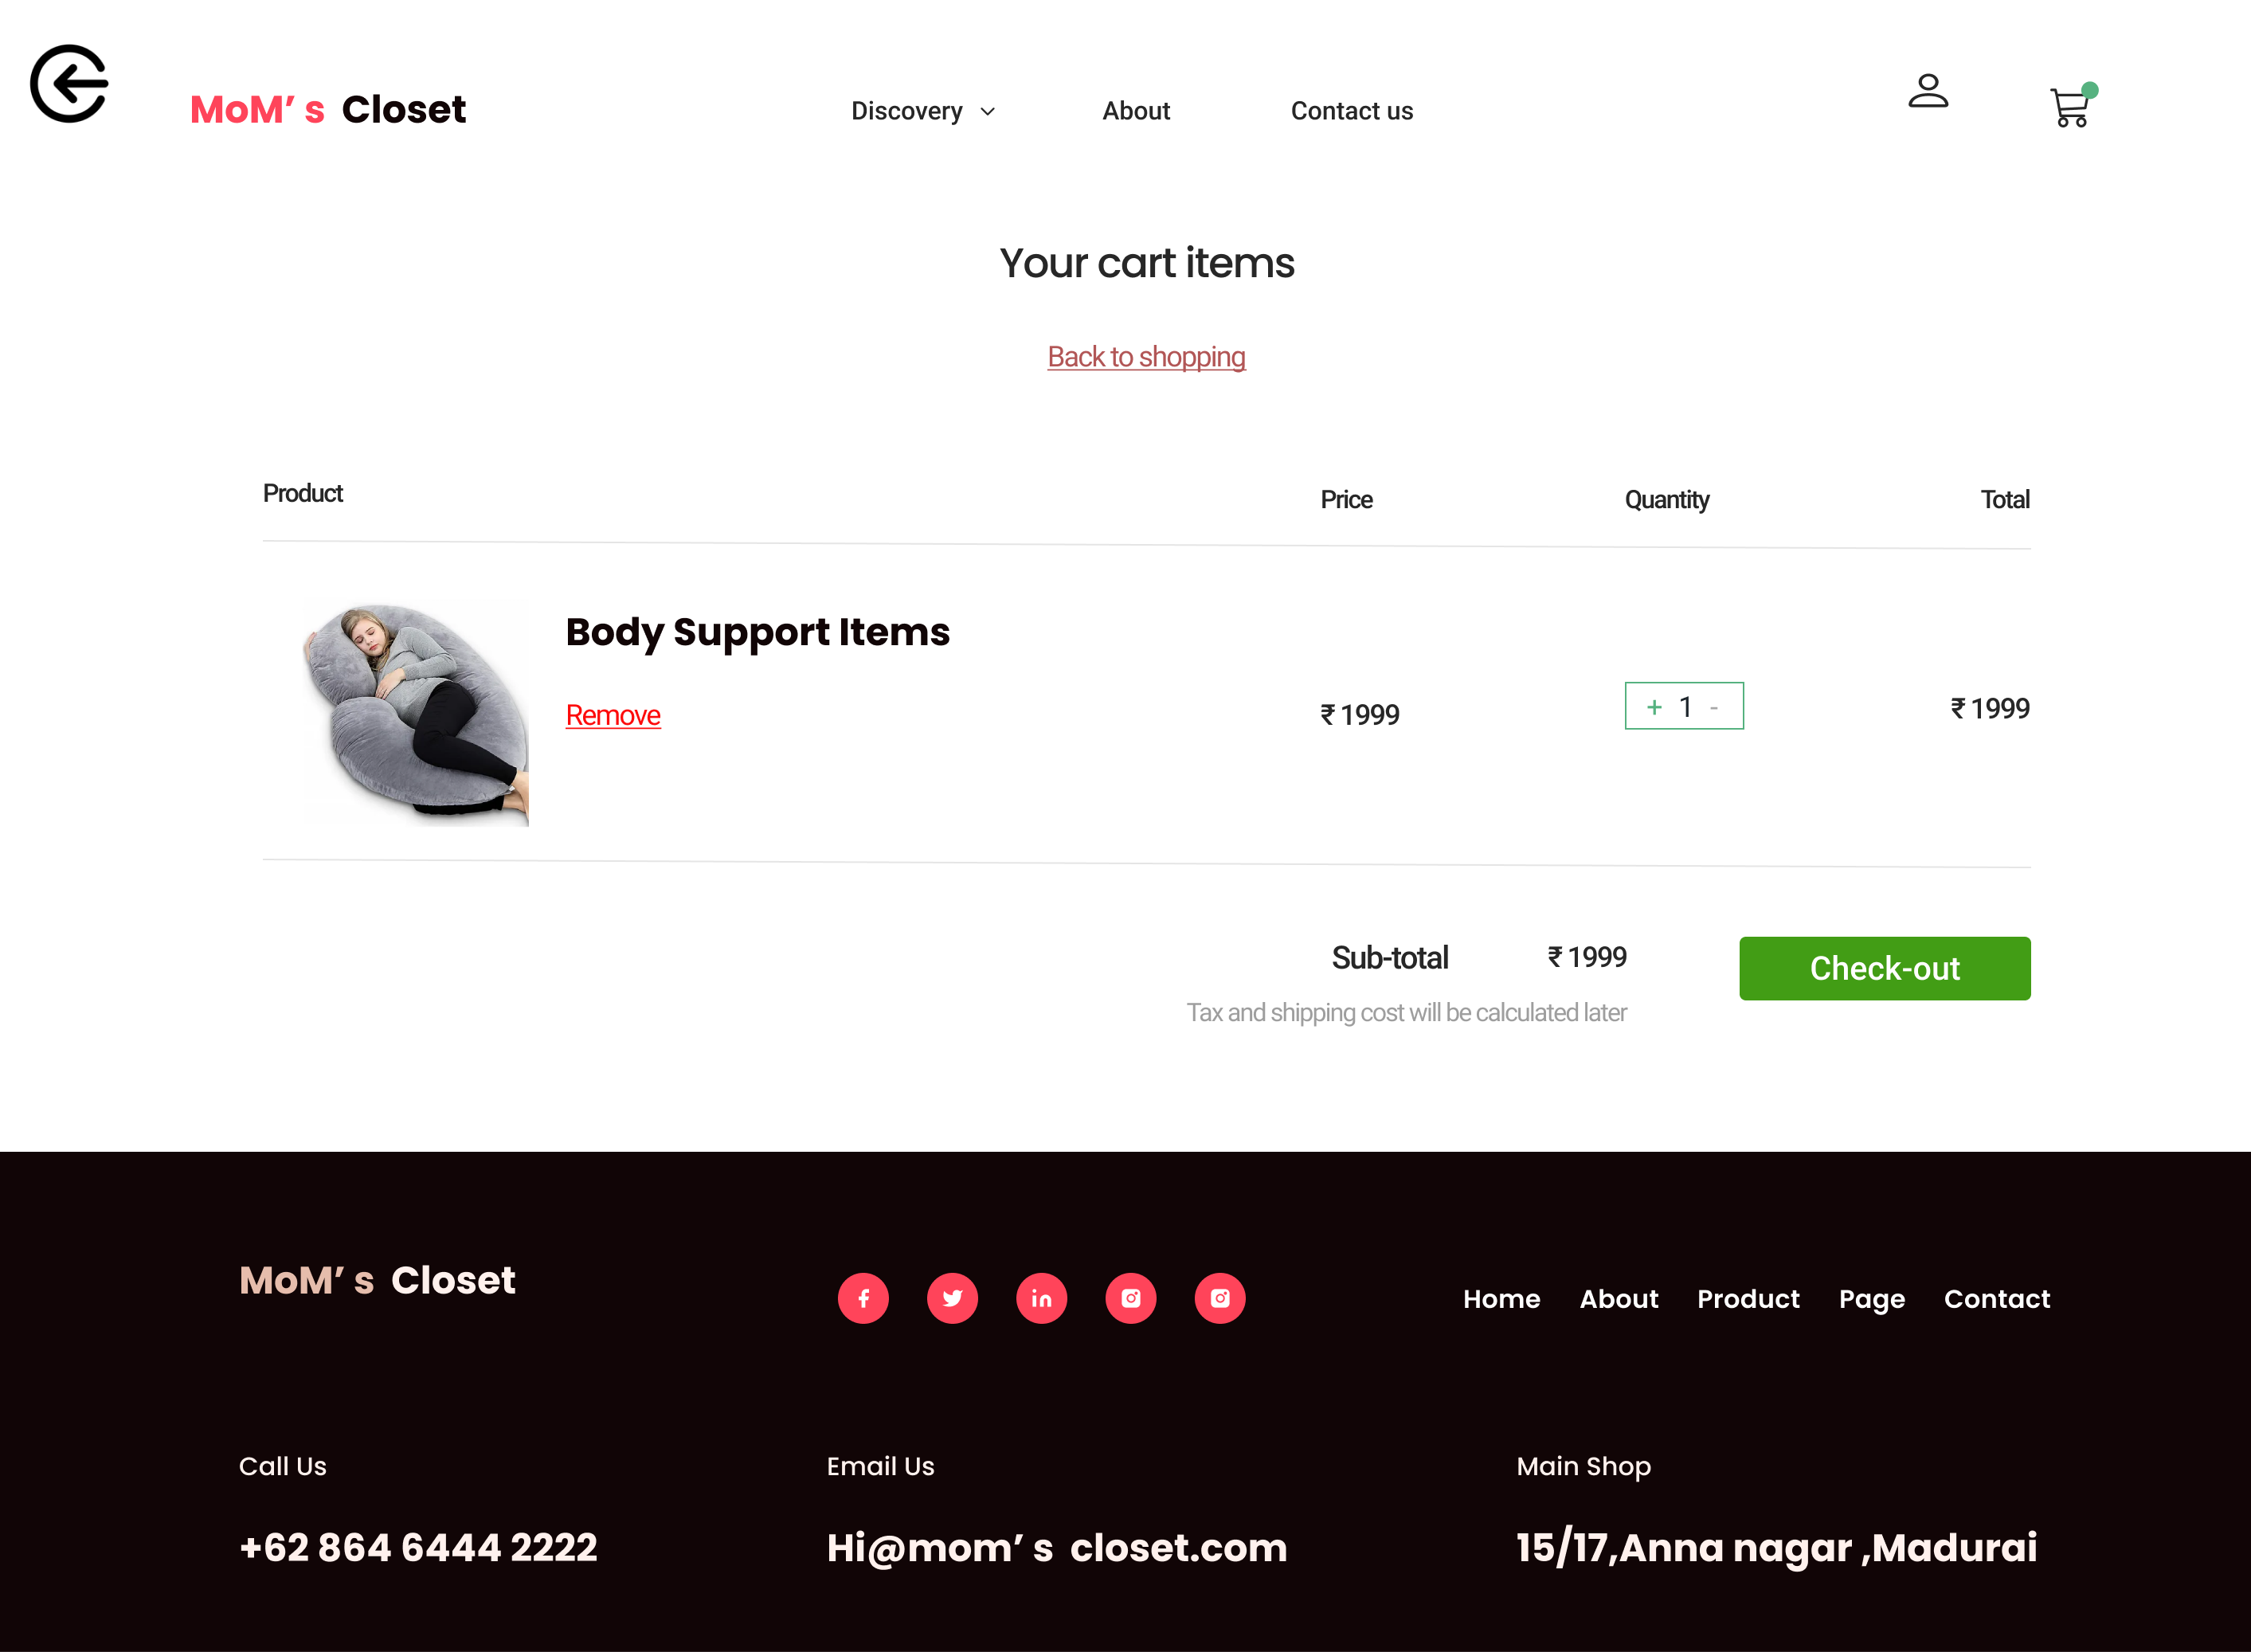 MoM’ s Closet
Discovery
About
Contact us
Your cart items
Back to shopping
Product
Price
Quantity
Total
Body Support Items
Remove
₹ 1999
+ 1 -
₹ 1999
Sub-total
₹ 1999
Check-out
Tax and shipping cost will be calculated later
MoM’ s Closet
Home
About
Product
Page
Contact
Call Us
Email Us
Main Shop
+62 864 6444 2222
Hi@mom’ s closet.com
15/17,Anna nagar ,Madurai